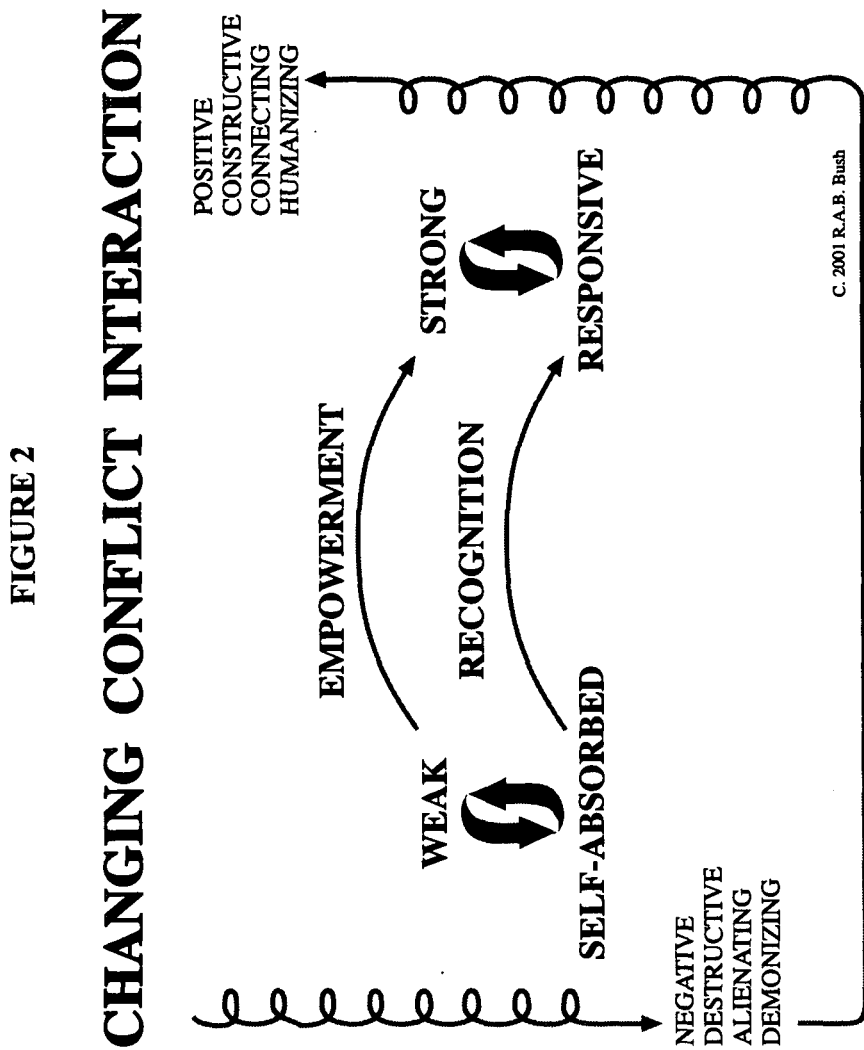 FIGURE 2
CHANGING CONFLICT INTERACTION
POSITIVE
CONSTRUCTIVE
CONNECTING
HUMANIZING
EMPOWERMENT
WEAK
STRONG
RECOGNITION
SELF-ABSORBED
RESPONSIVE
NEGATIVE
DESTRUCTIVE
ALIENATING
DEMONIZING
C. 2001 R.A.B. Bush